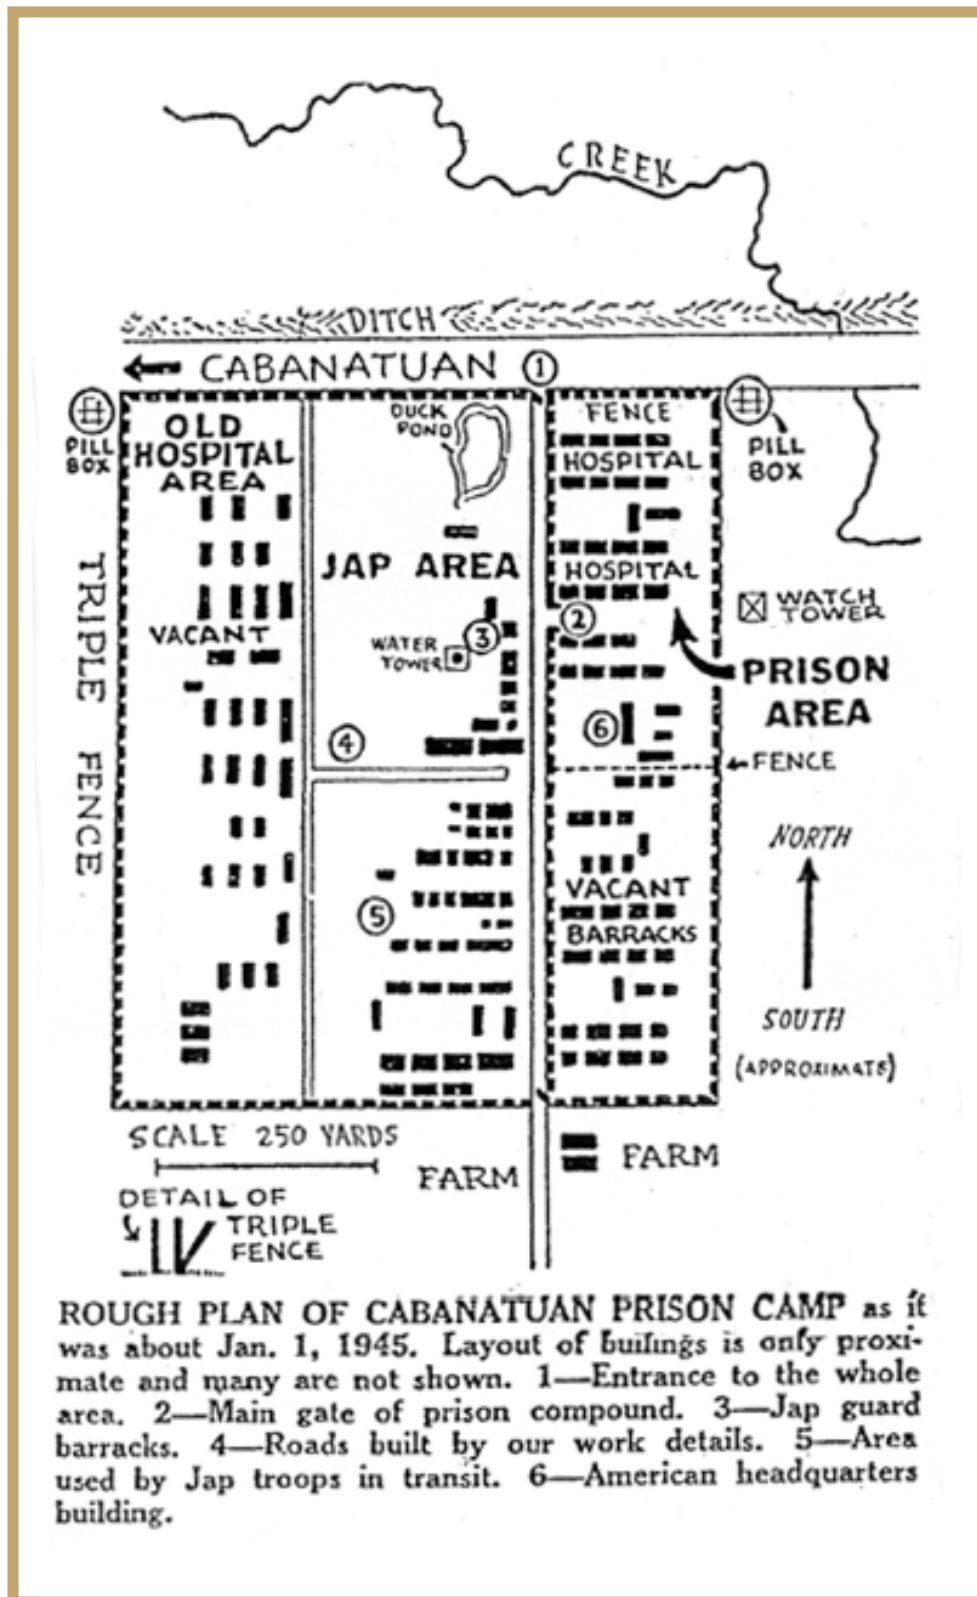 CREEK
DITCH
← CABANATUAN ①
PILL
BOX
OLD
HOSPITAL
AREA
DUCK
POND
FENCE
HOSPITAL
PILL
BOX
JAP AREA
HOSPITAL
WATCH
TOWER
TRIPLE FENCE
VACANT
WATER
TOWER
③
②
PRISON
AREA
④
⑥
FENCE
NORTH
⑤
VACANT
BARRACKS
SOUTH
(APPROXIMATE)
SCALE 250 YARDS
FARM
FARM
DETAIL OF
TRIPLE
FENCE
ROUGH PLAN OF CABANATUAN PRISON CAMP as it
was about Jan. 1, 1945. Layout of builings is only proxi-
mate and many are not shown. 1—Entrance to the whole
area. 2—Main gate of prison compound. 3—Jap guard
barracks. 4—Roads built by our work details. 5—Area
used by Jap troops in transit. 6—American headquarters
building.